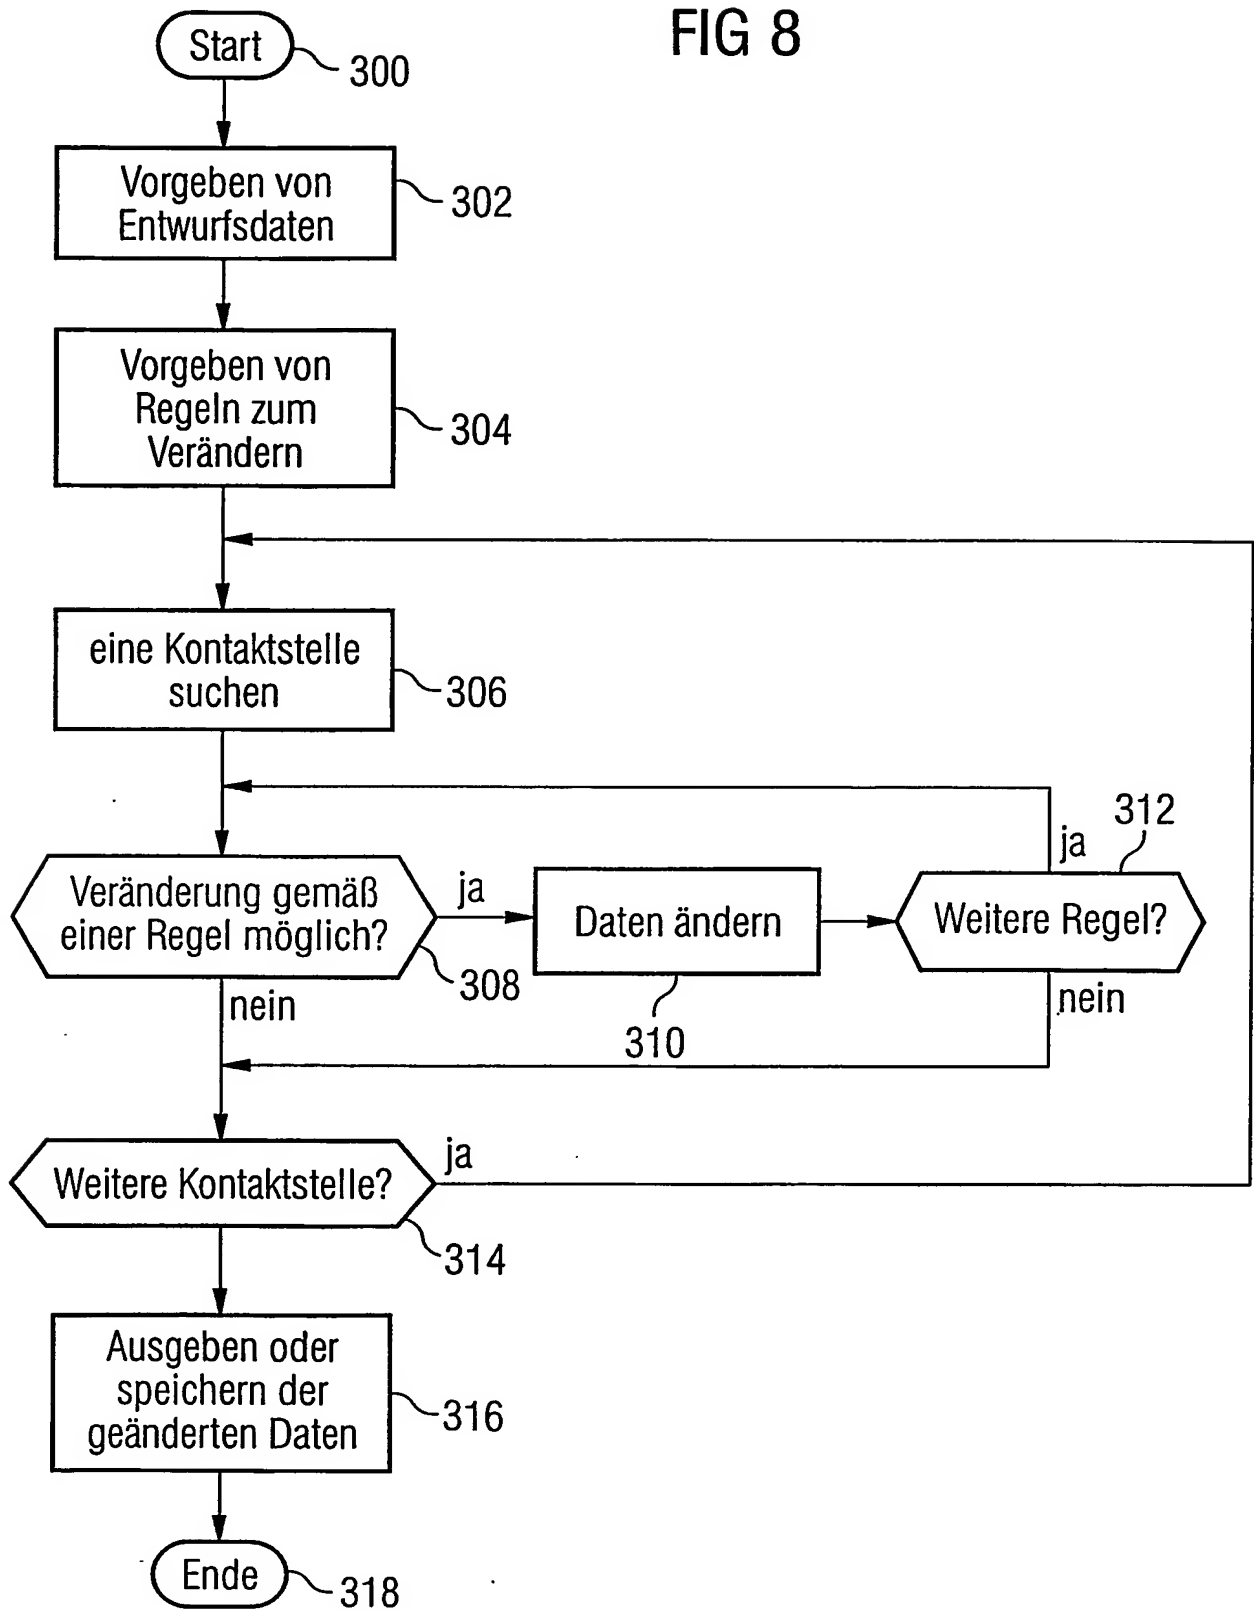 FIG 8
Start
300
Vorgeben von
Entwurfsdaten
302
Vorgeben von
Regeln zum
Verändern
304
eine Kontaktstelle
suchen
306
Veränderung gemäß
einer Regel möglich?
308
ja
nein
Daten ändern
310
Weitere Regel?
312
ja
nein
Weitere Kontaktstelle?
314
ja
Ausgeben oder
speichern der
geänderten Daten
316
Ende
318